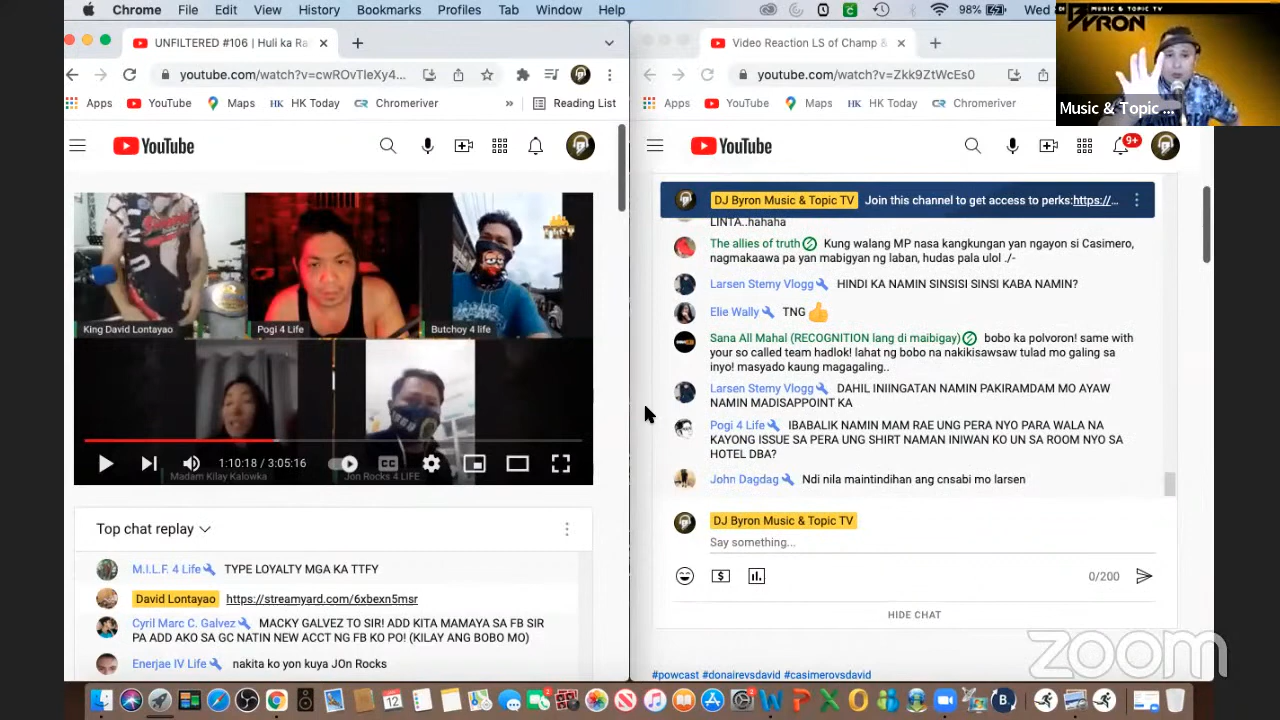 Chrome File Edit View History Bookmarks Profiles Tab Window Help
98%
Wed
UNFILTERED #106 | Huli ka Ra
youtube.com/watch?v=cwROvTleXy4...
Apps YouTube Maps HK Today Chromeriver » Reading List
YouTube
King David Lontayao
Pogi 4 Life
Butchoy 4 life
1:10:18 / 3:05:16
CC
Madam Kilay Kalowka
Jon Rocks 4 LIFE
Top chat replay
M.I.L.F. 4 Life TYPE LOYALTY MGA KA TTFY
David Lontayao https://streamyard.com/6xbexn5msr
Cyril Marc C. Galvez MACKY GALVEZ TO SIR! ADD KITA MAMAYA SA FB SIR
PA ADD AKO SA GC NATIN NEW ACCT NG FB KO PO! (KILAY ANG BOBO MO)
Enerjae IV Life nakita ko yon kuya JOn Rocks
Video Reaction LS of Champ &
youtube.com/watch?v=Zkk9ZtWcEs0
Apps YouTube Maps HK Today Chromeriver
YouTube
9+
MUSIC & TOPIC TV
BYRON
Music & Topic ...
DJ Byron Music & Topic TV Join this channel to get access to perks:https://...
LINTA..hahaha
The allies of truth Kung walang MP nasa kangkungan yan ngayon si Casimero,
nagmakaawa pa yan mabigyan ng laban, hudas pala ulol ./-
Larsen Stemy Vlogg HINDI KA NAMIN SINSISI SINSI KABA NAMIN?
Elie Wally TNG
Sana All Mahal (RECOGNITION lang di maibigay) bobo ka polvoron! same with
your so called team hadlok! lahat ng bobo na nakikisawsaw tulad mo galing sa
inyo! masyado kaung magagaling..
Larsen Stemy Vlogg DAHIL INIINGATAN NAMIN PAKIRAMDAM MO AYAW
NAMIN MADISAPPOINT KA
Pogi 4 Life IBABALIK NAMIN MAM RAE UNG PERA NYO PARA WALA NA
KAYONG ISSUE SA PERA UNG SHIRT NAMAN INIWAN KO UN SA ROOM NYO SA
HOTEL DBA?
John Dagdag Ndi nila maintindihan ang cnsabi mo larsen
DJ Byron Music & Topic TV
Say something...
0/200
HIDE CHAT
#powcast #donairevsdavid #casimerovsdavid
zoom